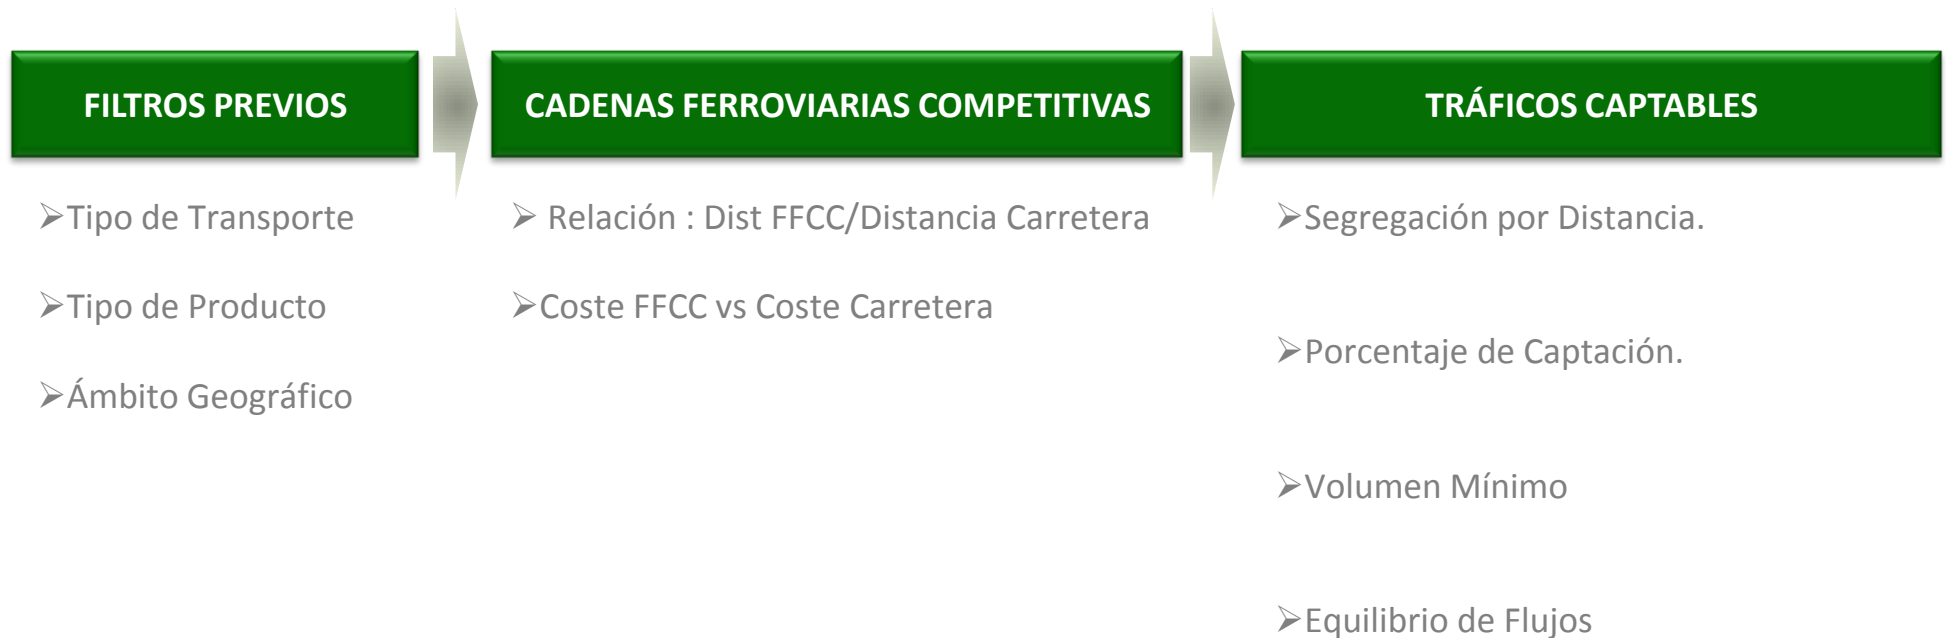 FILTROS PREVIOS
➢Tipo de Transporte
➢Tipo de Producto
➢Ámbito Geográfico
CADENAS FERROVIARIAS COMPETITIVAS
➢ Relación : Dist FFCC/Distancia Carretera
➢Coste FFCC vs Coste Carretera
TRÁFICOS CAPTABLES
➢Segregación por Distancia.
➢Porcentaje de Captación.
➢Volumen Mínimo
➢Equilibrio de Flujos